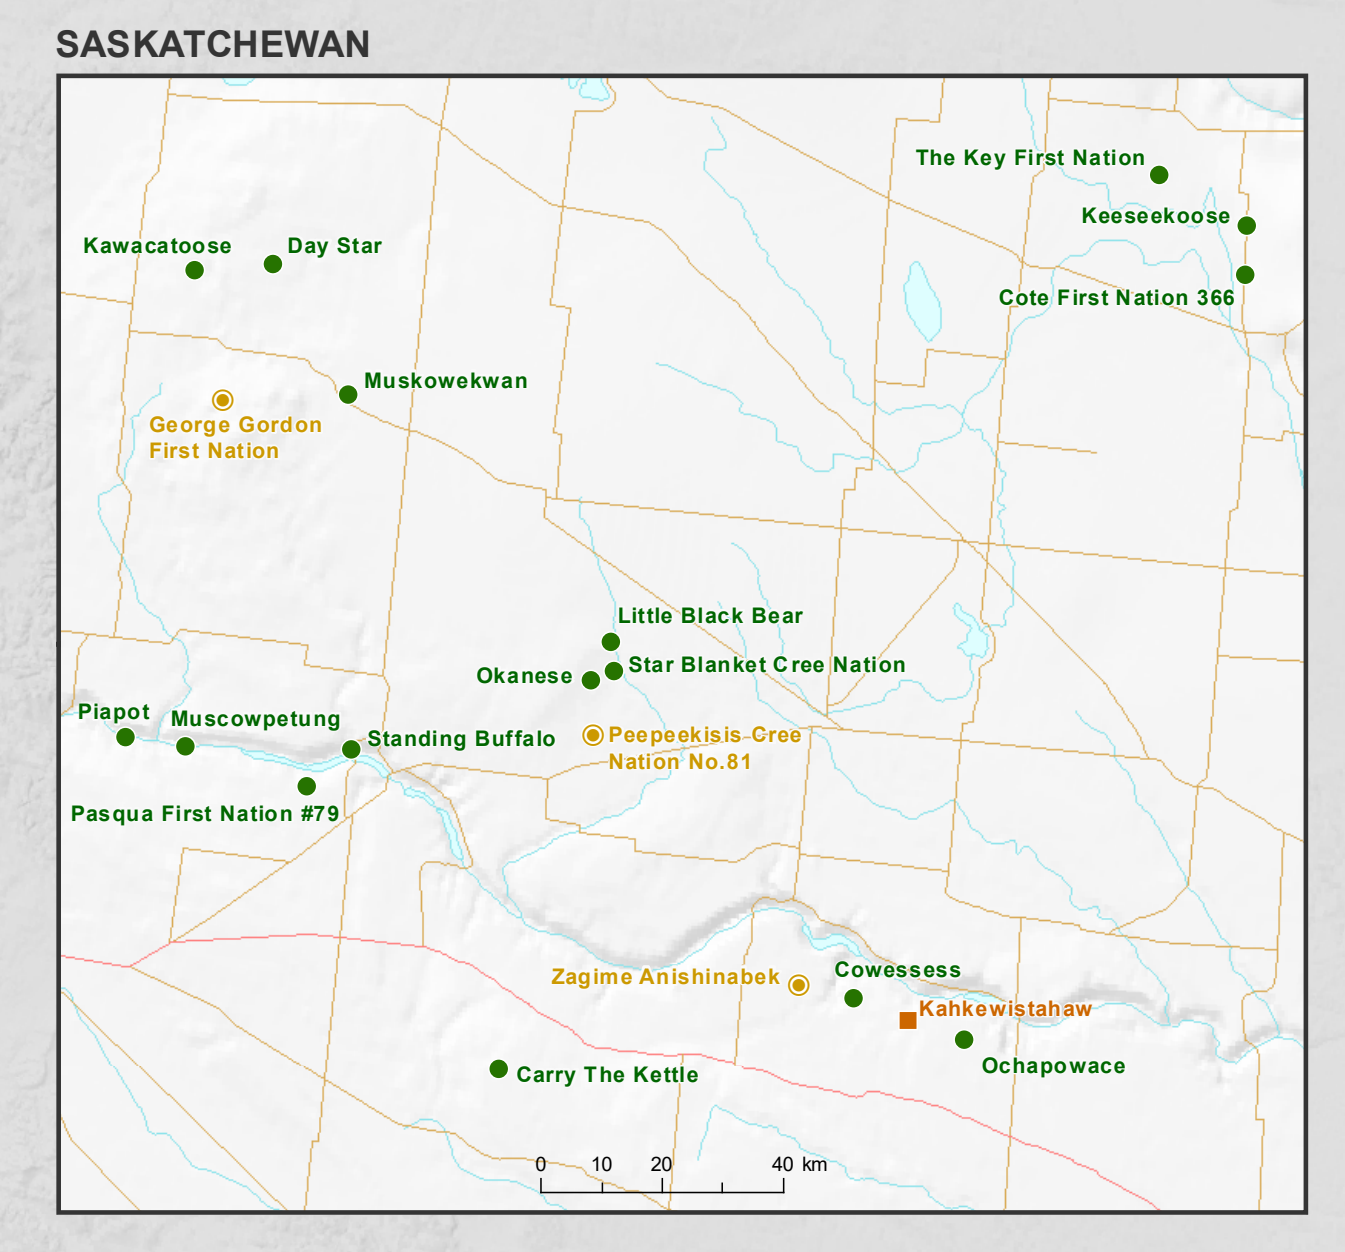 SASKATCHEWAN
The Key First Nation
Keeseekoose
Kawacatoose
Day Star
Cote First Nation 366
Muskowekwan
George Gordon
First Nation
Little Black Bear
Star Blanket Cree Nation
Okanese
Piapot
Muscowpetung
Standing Buffalo
Peepeekisis Cree
Nation No.81
Pasqua First Nation #79
Zagime Anishinabek
Cowessess
Kahkewistahaw
Ochapowace
Carry The Kettle
0 10 20 40 km